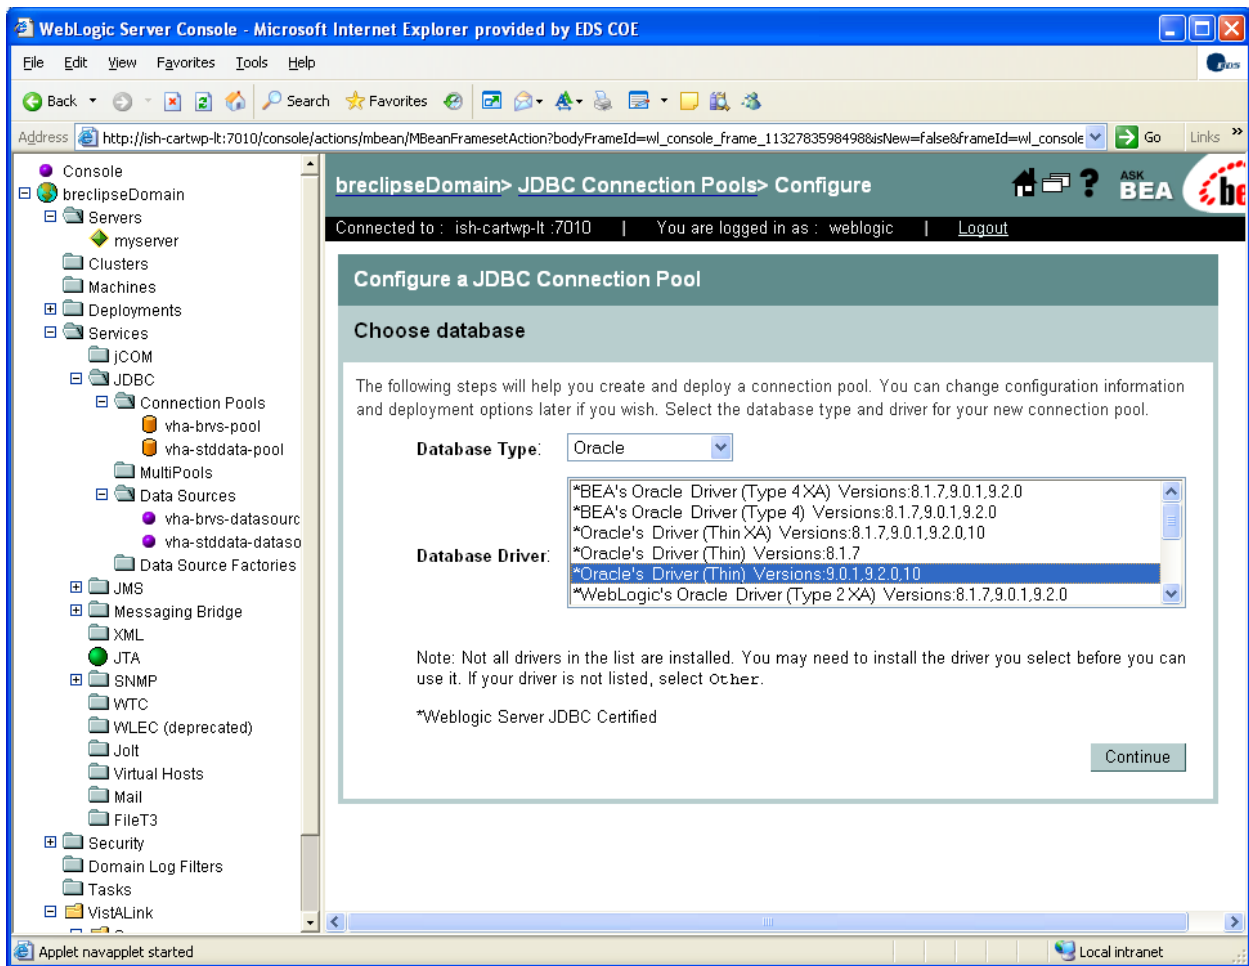 WebLogic Server Console - Microsoft Internet Explorer provided by EDS COE
File Edit View Favorites Tools Help
EDS
Back Search Favorites
Address http://ish-cartwp-lt:7010/console/actions/mbean/MBeanFramesetAction?bodyFrameId=wl_console_frame_1132783598498&isNew=false&frameId=wl_console Go Links »
Console
breclipseDomain
Servers
myserver
Clusters
Machines
Deployments
Services
jCOM
JDBC
Connection Pools
vha-brvs-pool
vha-stddata-pool
MultiPools
Data Sources
vha-brvs-datasourc
vha-stddata-dataso
Data Source Factories
JMS
Messaging Bridge
XML
JTA
SNMP
WTC
WLEC (deprecated)
Jolt
Virtual Hosts
Mail
FileT3
Security
Domain Log Filters
Tasks
VistALink
breclipseDomain> JDBC Connection Pools> Configure
? ASK BEA be
Connected to : ish-cartwp-lt :7010 | You are logged in as : weblogic | Logout
Configure a JDBC Connection Pool
Choose database
The following steps will help you create and deploy a connection pool. You can change configuration information
and deployment options later if you wish. Select the database type and driver for your new connection pool.
Database Type: Oracle
Database Driver:
*BEA's Oracle Driver (Type 4 XA) Versions:8.1.7,9.0.1,9.2.0
*BEA's Oracle Driver (Type 4) Versions:8.1.7,9.0.1,9.2.0
*Oracle's Driver (Thin XA) Versions:8.1.7,9.0.1,9.2.0,10
*Oracle's Driver (Thin) Versions:8.1.7
*Oracle's Driver (Thin) Versions:9.0.1,9.2.0,10
*WebLogic's Oracle Driver (Type 2 XA) Versions:8.1.7,9.0.1,9.2.0
Note: Not all drivers in the list are installed. You may need to install the driver you select before you can
use it. If your driver is not listed, select Other.
*Weblogic Server JDBC Certified
Continue
Applet navapplet started
Local intranet